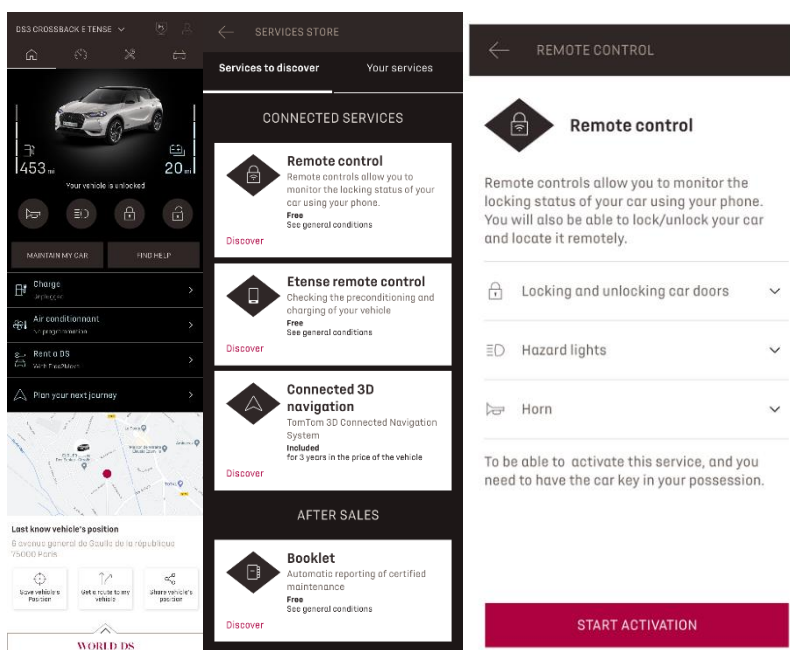 DS3 CROSSBACK E TENSE
453 mi
20 mi
Your vehicle is unlocked
MAINTAIN MY CAR
FIND HELP
Charge
Unplugged
Air conditionnant
No programmation
Rent a DS
With Free2Move
Plan your next journey
Last know vehicle's position
6 avenue general de Gaulle de la république
75000 Paris
Save vehicle's
Position
Get a route to my
vehicle
Share vehicle's
position
WORLD DS
SERVICES STORE
Services to discover
Your services
CONNECTED SERVICES
Remote control
Remote controls allow you to
monitor the locking status of your
car using your phone.
Free
See general conditions
Discover
Etense remote control
Checking the preconditioning and
charging of your vehicle
Free
See general conditions
Discover
Connected 3D
navigation
TomTom 3D Connected Navigation
System
Included
for 3 years in the price of the vehicle
Discover
AFTER SALES
Booklet
Automatic reporting of certified
maintenance
Free
See general conditions
Discover
REMOTE CONTROL
Remote control
Remote controls allow you to monitor the
locking status of your car using your phone.
You will also be able to lock/unlock your car
and locate it remotely.
Locking and unlocking car doors
Hazard lights
Horn
To be able to activate this service, and you
need to have the car key in your possession.
START ACTIVATION